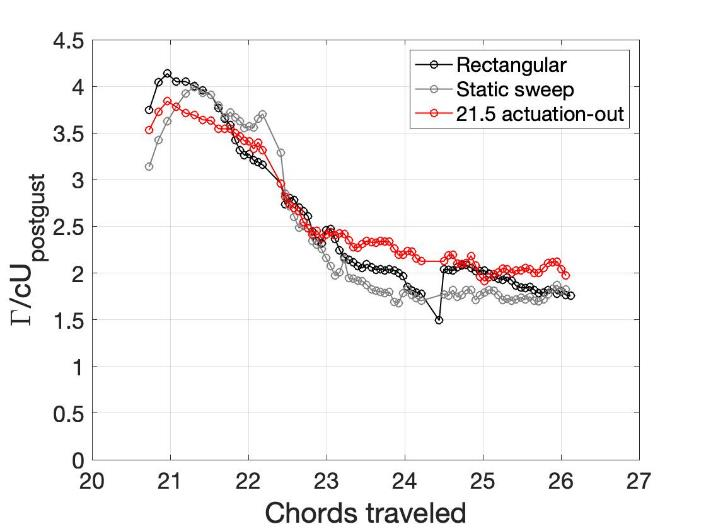 4.5
4
3.5
3
2.5
2
1.5
1
0.5
0
Γ/cU_postgust
Rectangular
Static sweep
21.5 actuation-out
20 21 22 23 24 25 26 27
Chords traveled